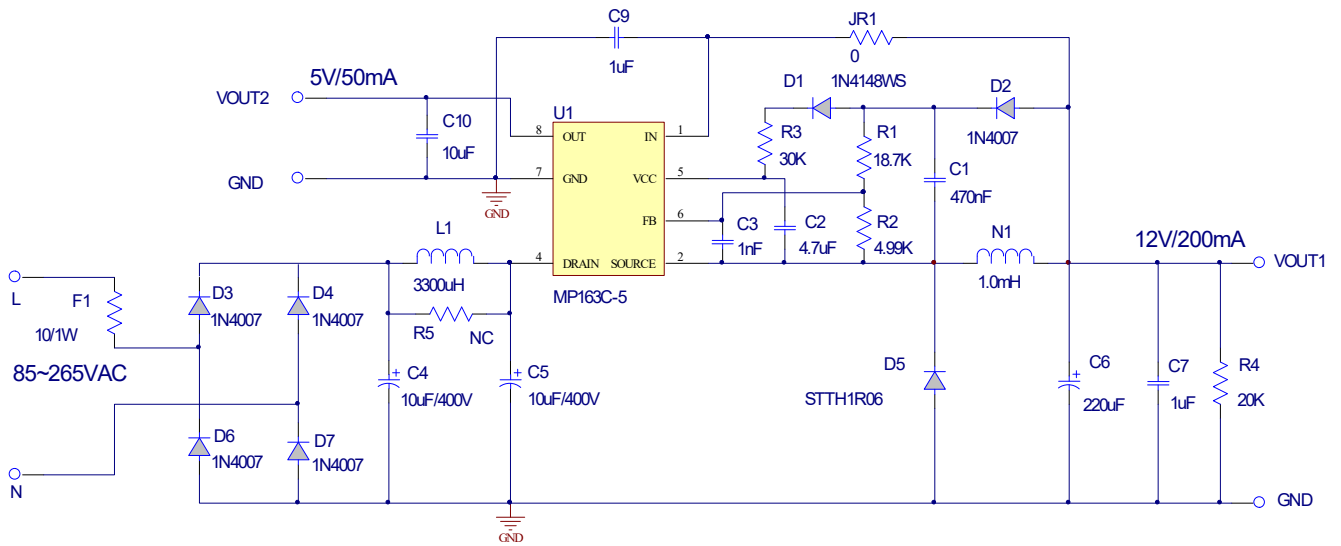 C9
1uF
JR1
0
5V/50mA
VOUT2
C10
10uF
GND
GND
U1
8 OUT IN 1
7 GND VCC 5
FB 6
4 DRAIN SOURCE 2
MP163C-5
D1
1N4148WS
D2
1N4007
R3
30K
R1
18.7K
C1
470nF
C3
1nF
C2
4.7uF
R2
4.99K
N1
1.0mH
12V/200mA
VOUT1
L1
3300uH
R5 NC
L
F1
10/1W
D3
1N4007
D4
1N4007
85~265VAC
C4
10uF/400V
C5
10uF/400V
D5
STTH1R06
C6
220uF
C7
1uF
R4
20K
D6
1N4007
D7
1N4007
N
GND
GND